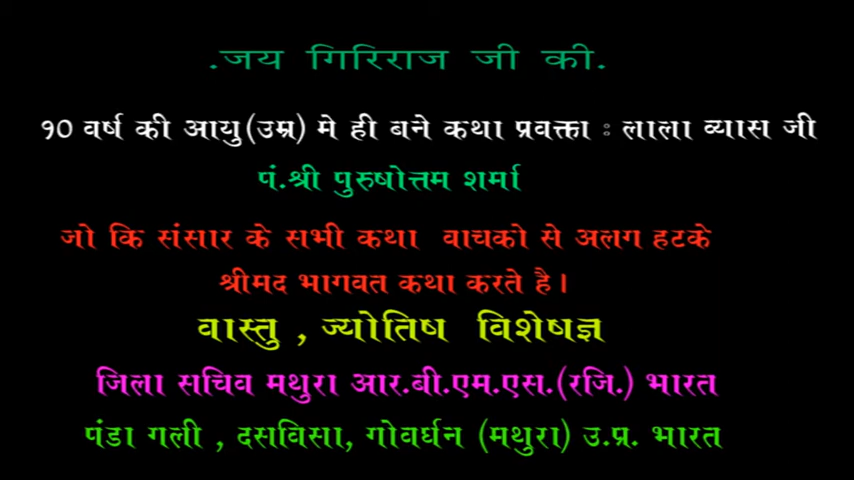 .जय गिरिराज जी की.
१० वर्ष की आयु(उम्र) मे ही बने कथा प्रवक्ता : लाला व्यास जी
पं.श्री पुरुषोत्तम शर्मा
जो कि संसार के सभी कथा वाचको से अलग हटके
श्रीमद भागवत कथा करते है।
वास्तु , ज्योतिष विशेषज्ञ
जिला सचिव मथुरा आर.बी.एम.एस.(रजि.) भारत
पंडा गली , दसविसा, गोवर्धन (मथुरा) उ.प्र. भारत